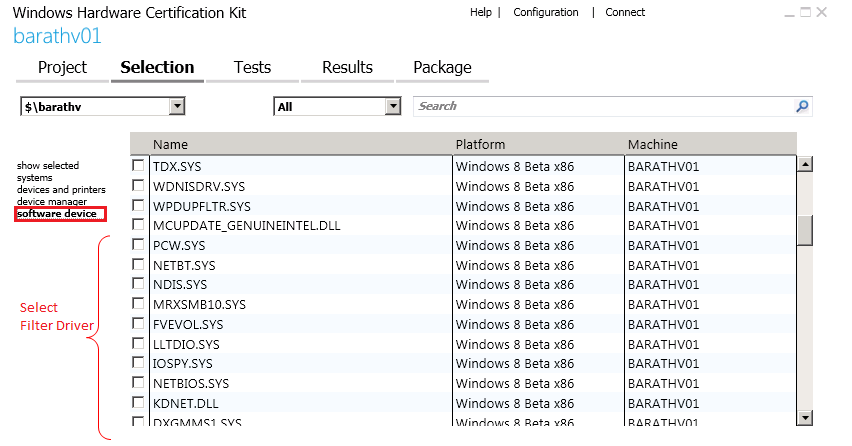 Windows Hardware Certification Kit
Help | Configuration | Connect
barathv01
Project Selection Tests Results Package
$\barathv All Search
Name Platform Machine
show selected
systems
devices and printers
device manager
software device
TDX.SYS Windows 8 Beta x86 BARATHV01
WDNISDRV.SYS Windows 8 Beta x86 BARATHV01
WPDUPFLTR.SYS Windows 8 Beta x86 BARATHV01
MCUPDATE_GENUINEINTEL.DLL Windows 8 Beta x86 BARATHV01
PCW.SYS Windows 8 Beta x86 BARATHV01
NETBT.SYS Windows 8 Beta x86 BARATHV01
NDIS.SYS Windows 8 Beta x86 BARATHV01
MRXSMB10.SYS Windows 8 Beta x86 BARATHV01
FVEVOL.SYS Windows 8 Beta x86 BARATHV01
LLTDIO.SYS Windows 8 Beta x86 BARATHV01
IOSPY.SYS Windows 8 Beta x86 BARATHV01
NETBIOS.SYS Windows 8 Beta x86 BARATHV01
KDNET.DLL Windows 8 Beta x86 BARATHV01
DXGMMS1.SYS Windows 8 Beta x86 BARATHV01
Select
Filter Driver